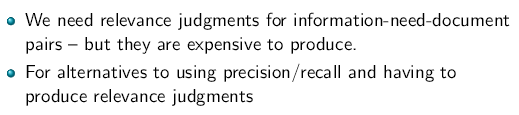 We need relevance judgments for information-need-document
pairs – but they are expensive to produce.
For alternatives to using precision/recall and having to
produce relevance judgments